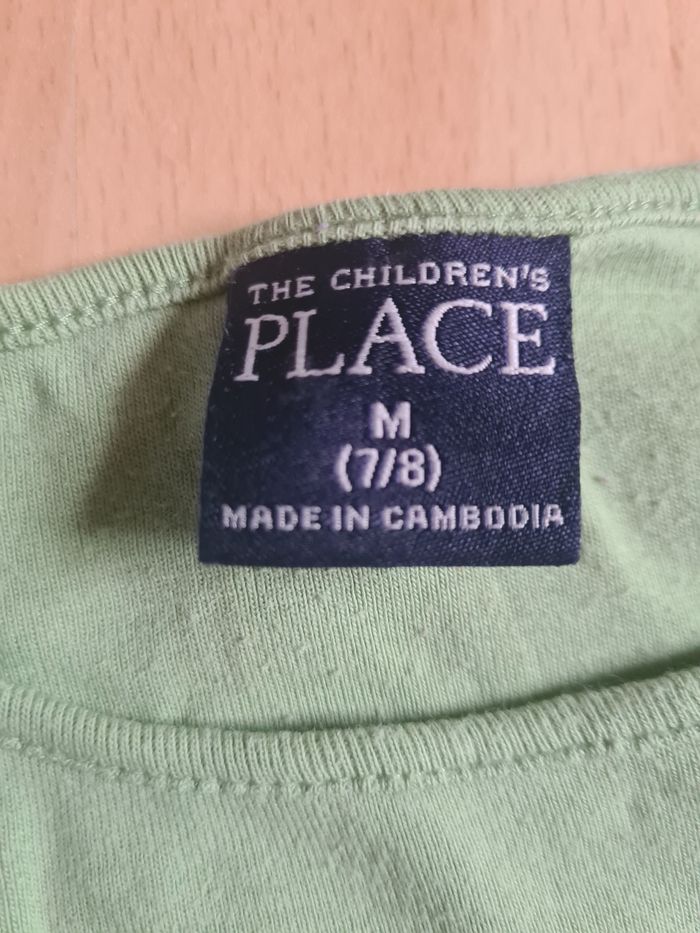 THE CHILDREN'S
PLACE
M
(7/8)
MADE IN CAMBODIA